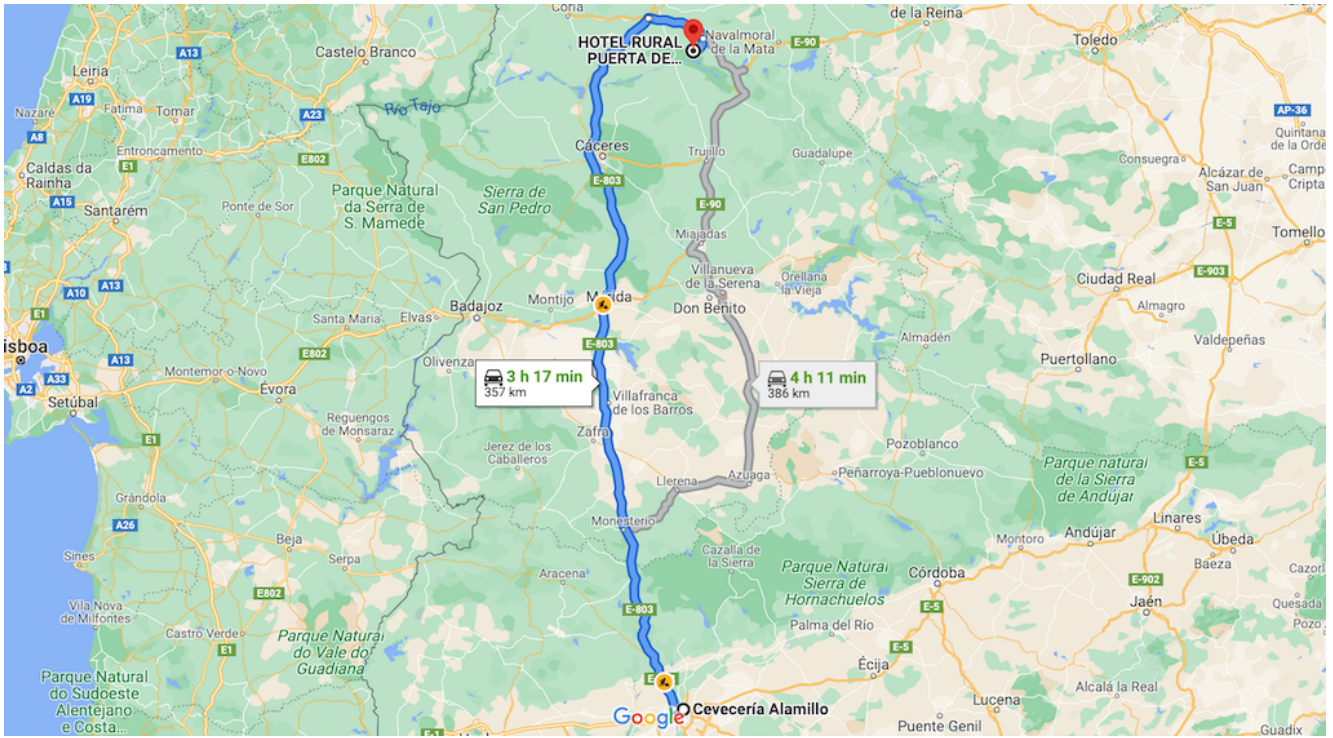 Coria
de la Reina
HOTEL RURAL
PUERTA DE...
Navalmoral
de la Mata
E-90
Toledo
A13
Castelo Branco
Leiria
A19
Río Tajo
Nazaré
Fatima
Tomar
A23
AP-36
A8
Entroncamento
E802
E1
Caldas da
Rainha
Cáceres
Trujillo
Guadalupe
Consuegra
Quintana
de la Orde
Alcázar de
San Juan
Camp
Cripta
E-803
A15
Santarém
Ponte de Sor
Parque Natural
da Serra de
S. Mamede
Sierra de
San Pedro
E-90
E-5
Miajadas
Tomello
A13
A10
E1
Villanueva
de la Serena
Orellana
la Vieja
E-903
Ciudad Real
Badajoz
Montijo
Mérida
Don Benito
Almagro
Santa Maria
Elvas
Almadén
Valdepeñas
isboa
E802
E-803
Puertollano
A13
Montemor-o-Novo
Olivenza
3 h 17 min
357 km
4 h 11 min
386 km
A33
A2
Setúbal
Évora
Villafranca
de los Barros
Reguengos
de Monsaraz
Zafra
E1
Jerez de los
Caballeros
Pozoblanco
Azuaga
Peñarroya-Pueblonuevo
Llerena
Parque natural
de la Sierra
de Andújar
E-5
Grândola
A26
Monesterio
Linares
Andújar
Úbeda
Montoro
Baeza
Beja
Sines
Serpa
Cazalla de
la Sierra
Aracena
Parque Natural
Sierra de
Hornachuelos
Córdoba
Cazorl
E-902
E802
E-803
E-5
Jaén
Quesada
Vila Nova
de Milfontes
Castro Verde
Parque Natural
do Vale do
Guadiana
Palma del Río
Pozo
E1
E-5
Écija
Parque Natural
do Sudoeste
Alentejano
e Costa...
Alcalá la Real
Google
Cevecería Alamillo
Lucena
Puente Genil
Guadix
E-1